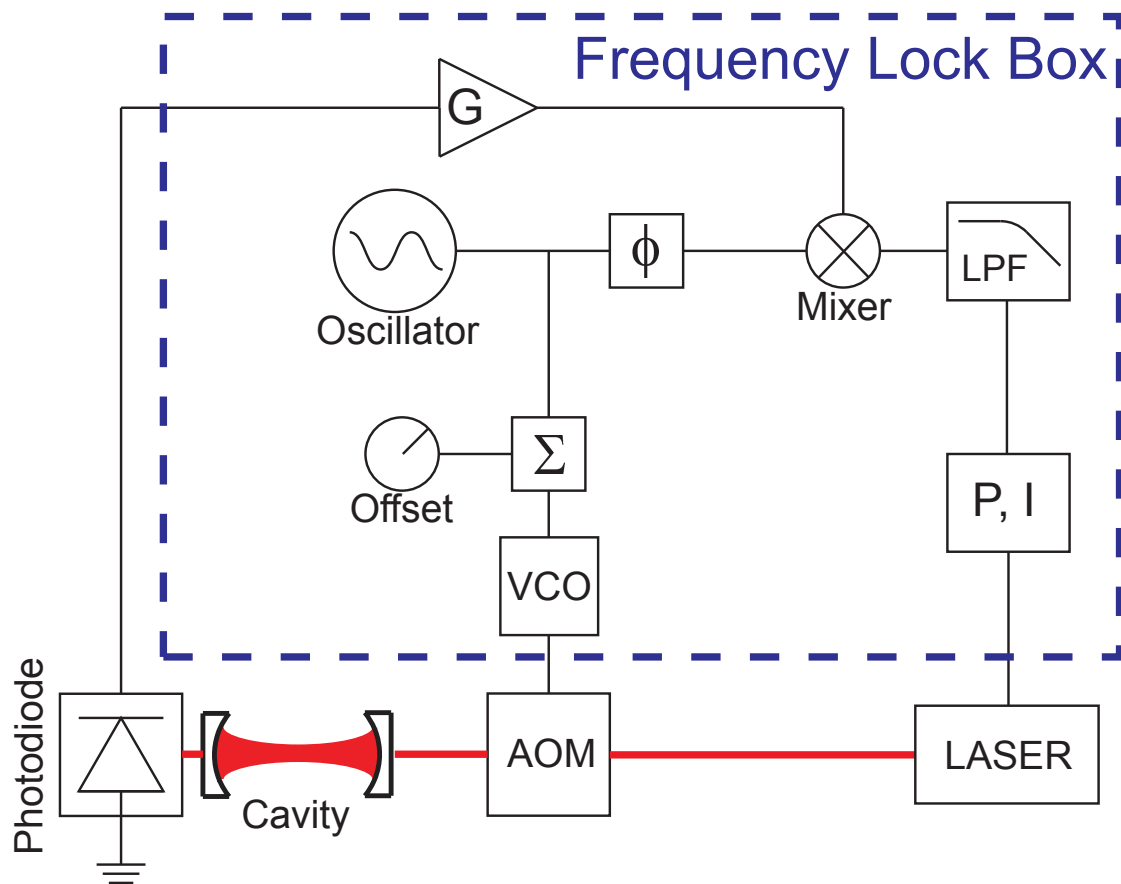 Frequency Lock Box
G
ϕ
LPF
Mixer
Oscillator
Σ
Offset
P, I
VCO
Photodiode
AOM
LASER
Cavity